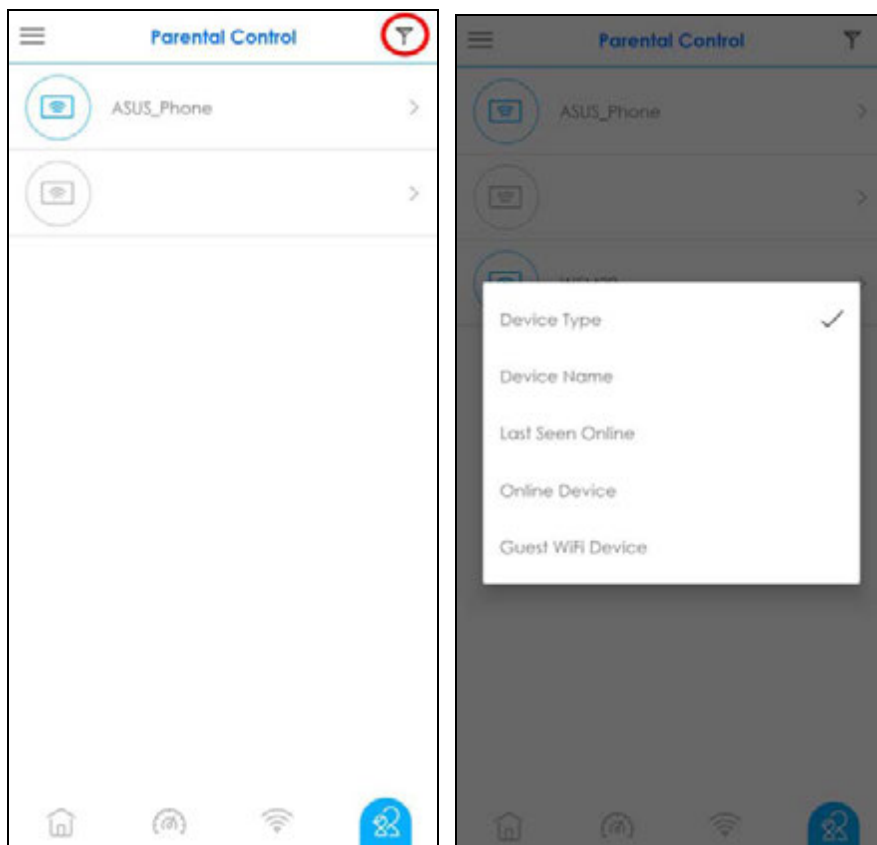 Parental Control
ASUS_Phone
Parental Control
ASUS_Phone
Device Type
Device Name
Last Seen Online
Online Device
Guest WiFi Device